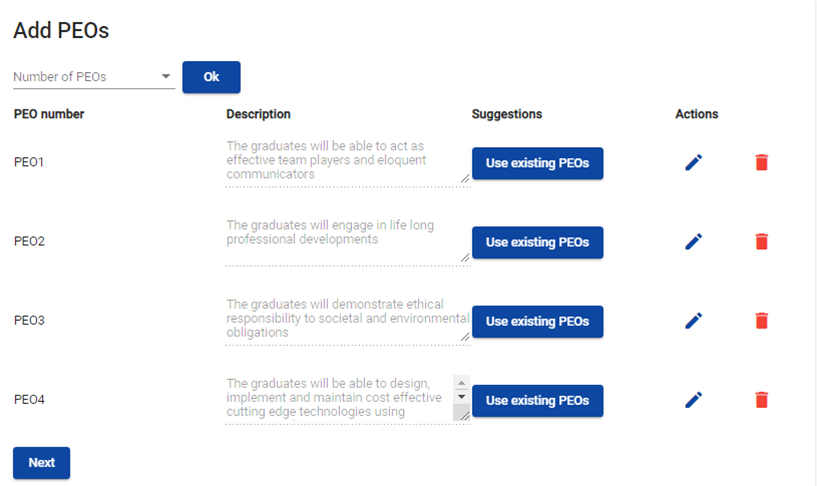 Add PEOs
Number of PEOs Ok
PEO number Description Suggestions Actions
PEO1
The graduates will be able to act as
effective team players and eloquent
communicators
Use existing PEOs
PEO2
The graduates will engage in life long
professional developments
Use existing PEOs
PEO3
The graduates will demonstrate ethical
responsibility to societal and environmental
obligations
Use existing PEOs
PEO4
The graduates will be able to design,
implement and maintain cost effective
cutting edge technologies using
Use existing PEOs
Next